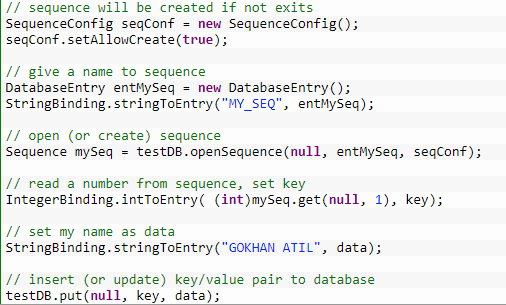 // sequence will be created if not exits
SequenceConfig seqConf = new SequenceConfig();
seqConf.setAllowCreate(true);
// give a name to sequence
DatabaseEntry entMySeq = new DatabaseEntry();
StringBinding.stringToEntry("MY_SEQ", entMySeq);
// open (or create) sequence
Sequence mySeq = testDB.openSequence(null, entMySeq, seqConf);
// read a number from sequence, set key
IntegerBinding.intToEntry( (int)mySeq.get(null, 1), key);
// set my name as data
StringBinding.stringToEntry("GOKHAN ATIL", data);
// insert (or update) key/value pair to database
testDB.put(null, key, data);